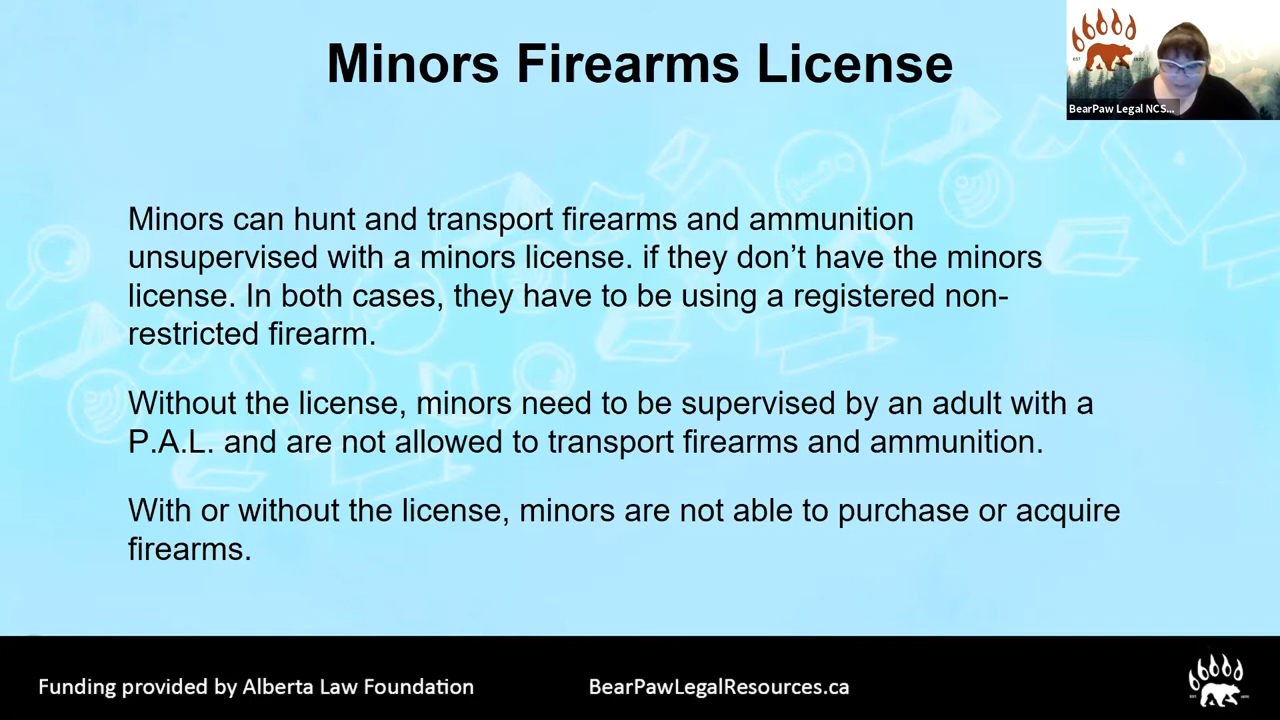 Minors Firearms License
BearPaw Legal NCS...
Minors can hunt and transport firearms and ammunition
unsupervised with a minors license. if they don’t have the minors
license. In both cases, they have to be using a registered non-
restricted firearm.
Without the license, minors need to be supervised by an adult with a
P.A.L. and are not allowed to transport firearms and ammunition.
With or without the license, minors are not able to purchase or acquire
firearms.
Funding provided by Alberta Law Foundation
BearPawLegalResources.ca